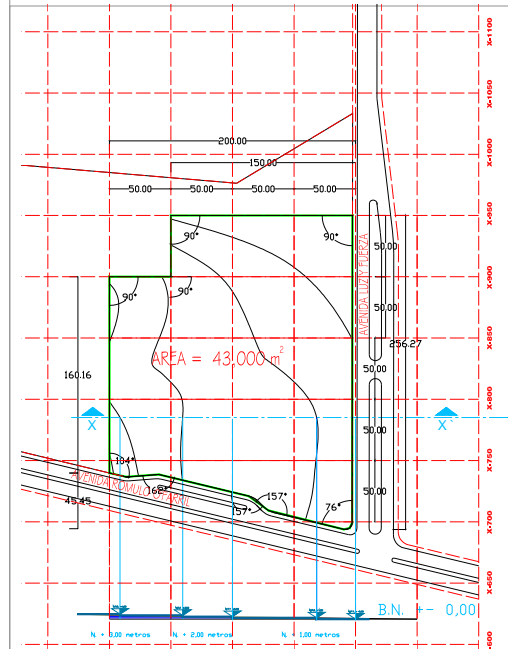 X-1100
X-1050
X-1000
X-950
X-900
X-850
X-800
X-750
X-700
X-650
X-600
200.00
150.00
50.00 50.00 50.00 50.00
90° 90°
90° 90°
AVENIDA LUZ Y FUERZA
50.00
50.00
256.27
50.00
50.00
50.00
AREA = 43,000 m²
160.16
X X`
104°
AVENIDA ROMULO O'FARRIL
162°
157°
57°
76°
45.45
B.N. +- 0,00
N. + 0,00 metros N. + 2,00 metros N. + 1,00 metros